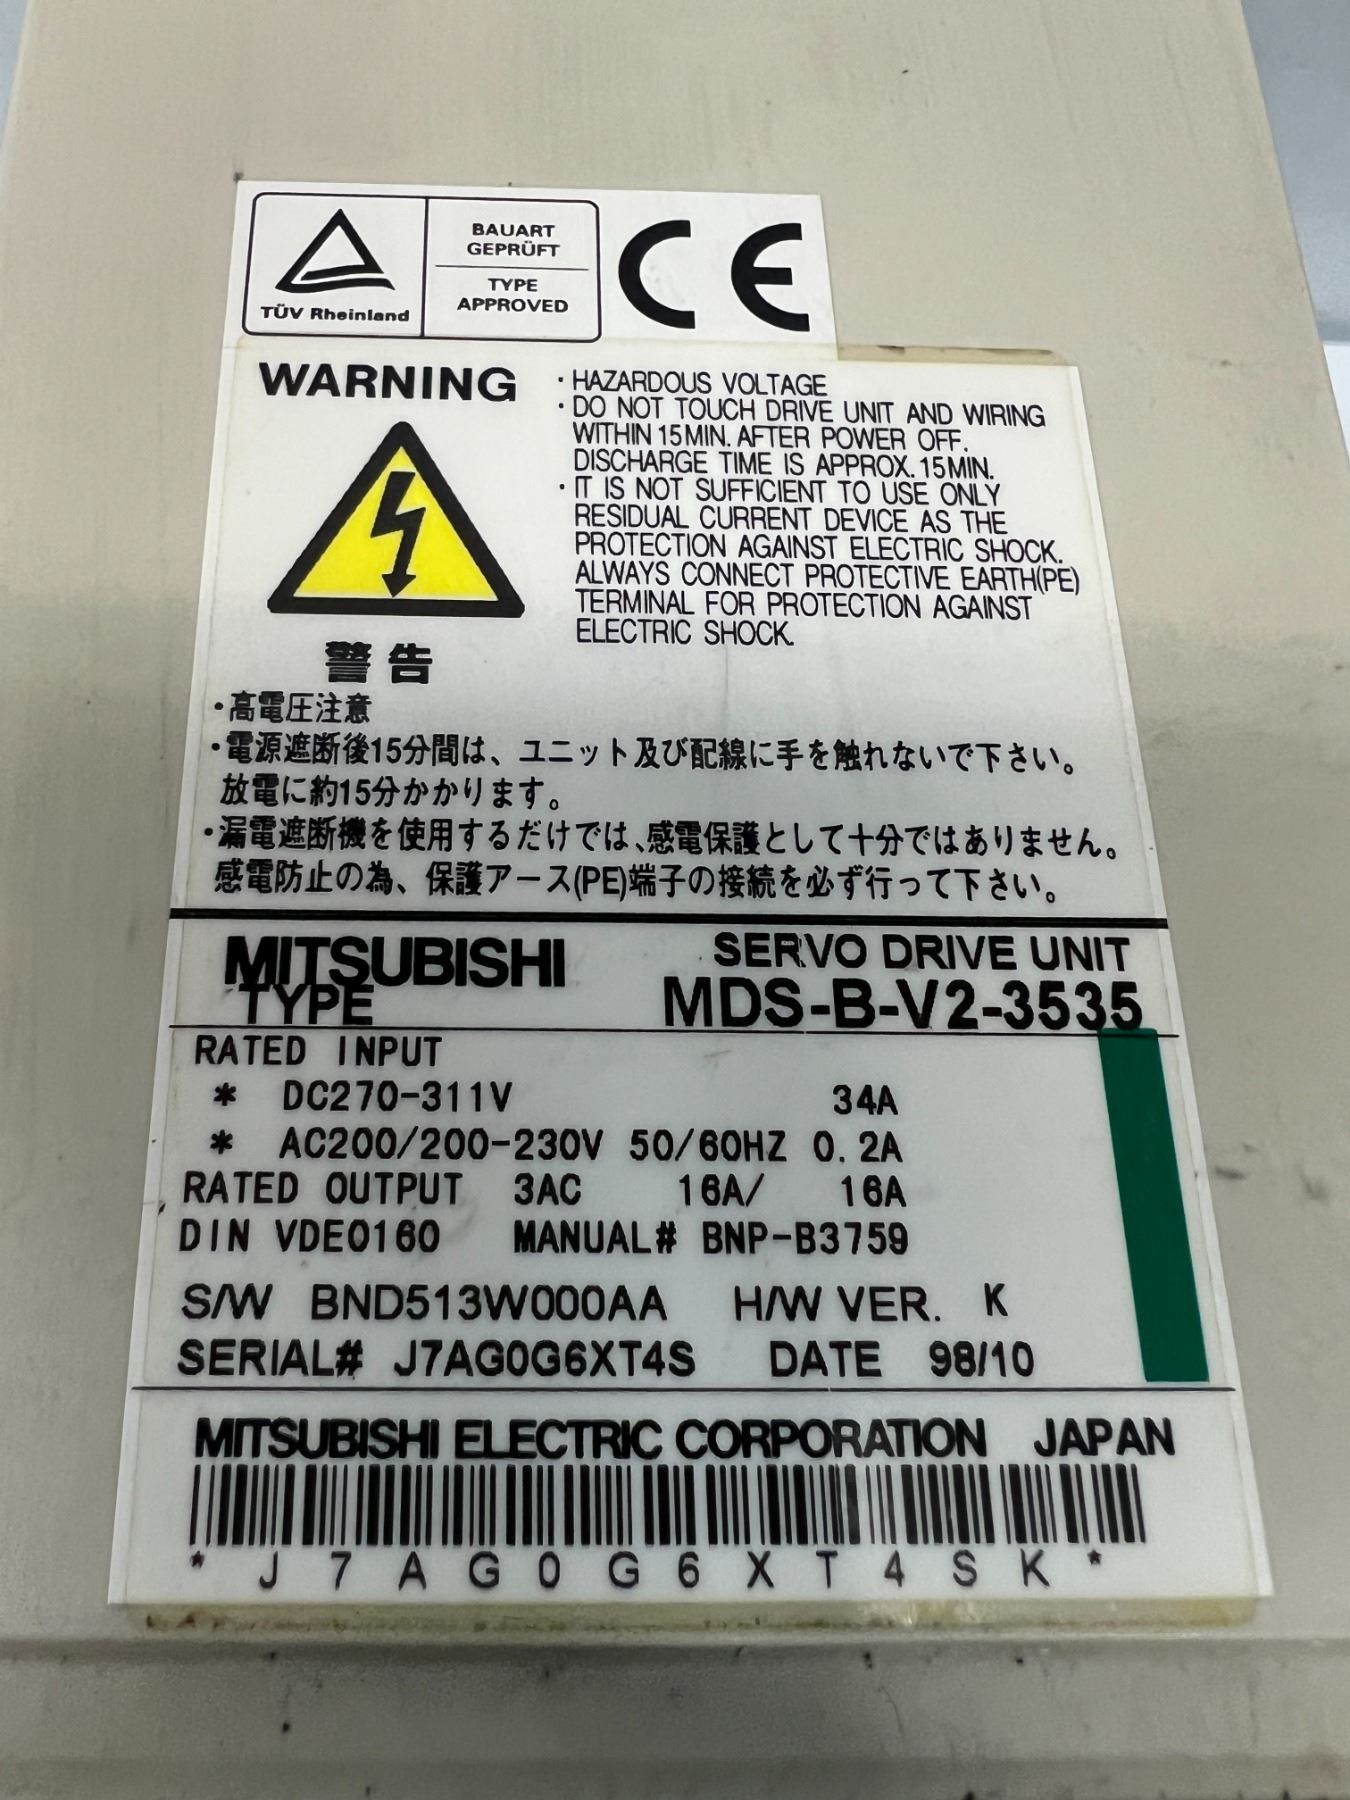 TÜV Rheinland
BAUART
GEPRÜFT
TYPE
APPROVED
CE
WARNING
・HAZARDOUS VOLTAGE
・DO NOT TOUCH DRIVE UNIT AND WIRING
WITHIN 15MIN. AFTER POWER OFF.
DISCHARGE TIME IS APPROX. 15MIN.
・IT IS NOT SUFFICIENT TO USE ONLY
RESIDUAL CURRENT DEVICE AS THE
PROTECTION AGAINST ELECTRIC SHOCK.
ALWAYS CONNECT PROTECTIVE EARTH(PE)
TERMINAL FOR PROTECTION AGAINST
ELECTRIC SHOCK.
警告
・高電圧注意
・電源遮断後15分間は、ユニット及び配線に手を触れないで下さい。
放電に約15分かかります。
・漏電遮断機を使用するだけでは、感電保護として十分ではありません。
感電防止の為、保護アース(PE)端子の接続を必ず行って下さい。
MITSUBISHI SERVO DRIVE UNIT
TYPE MDS-B-V2-3535
RATED INPUT
* DC270-311V 34A
* AC200/200-230V 50/60HZ 0.2A
RATED OUTPUT 3AC 16A/ 16A
DIN VDE0160 MANUAL# BNP-B3759
S/W BND513W000AA H/W VER. K
SERIAL# J7AG0G6XT4S DATE 98/10
MITSUBISHI ELECTRIC CORPORATION JAPAN
*J7AG0G6XT4SK*